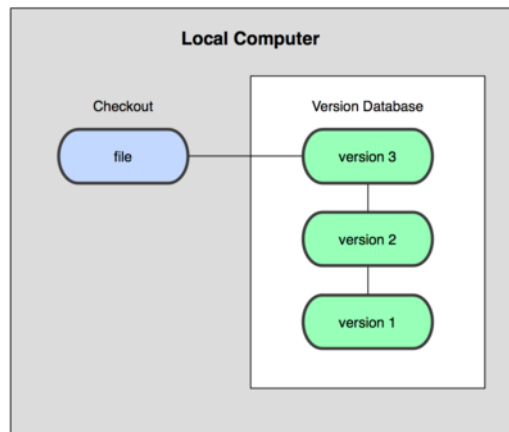 Local Computer
Checkout
Version Database
file
version 3
version 2
version 1